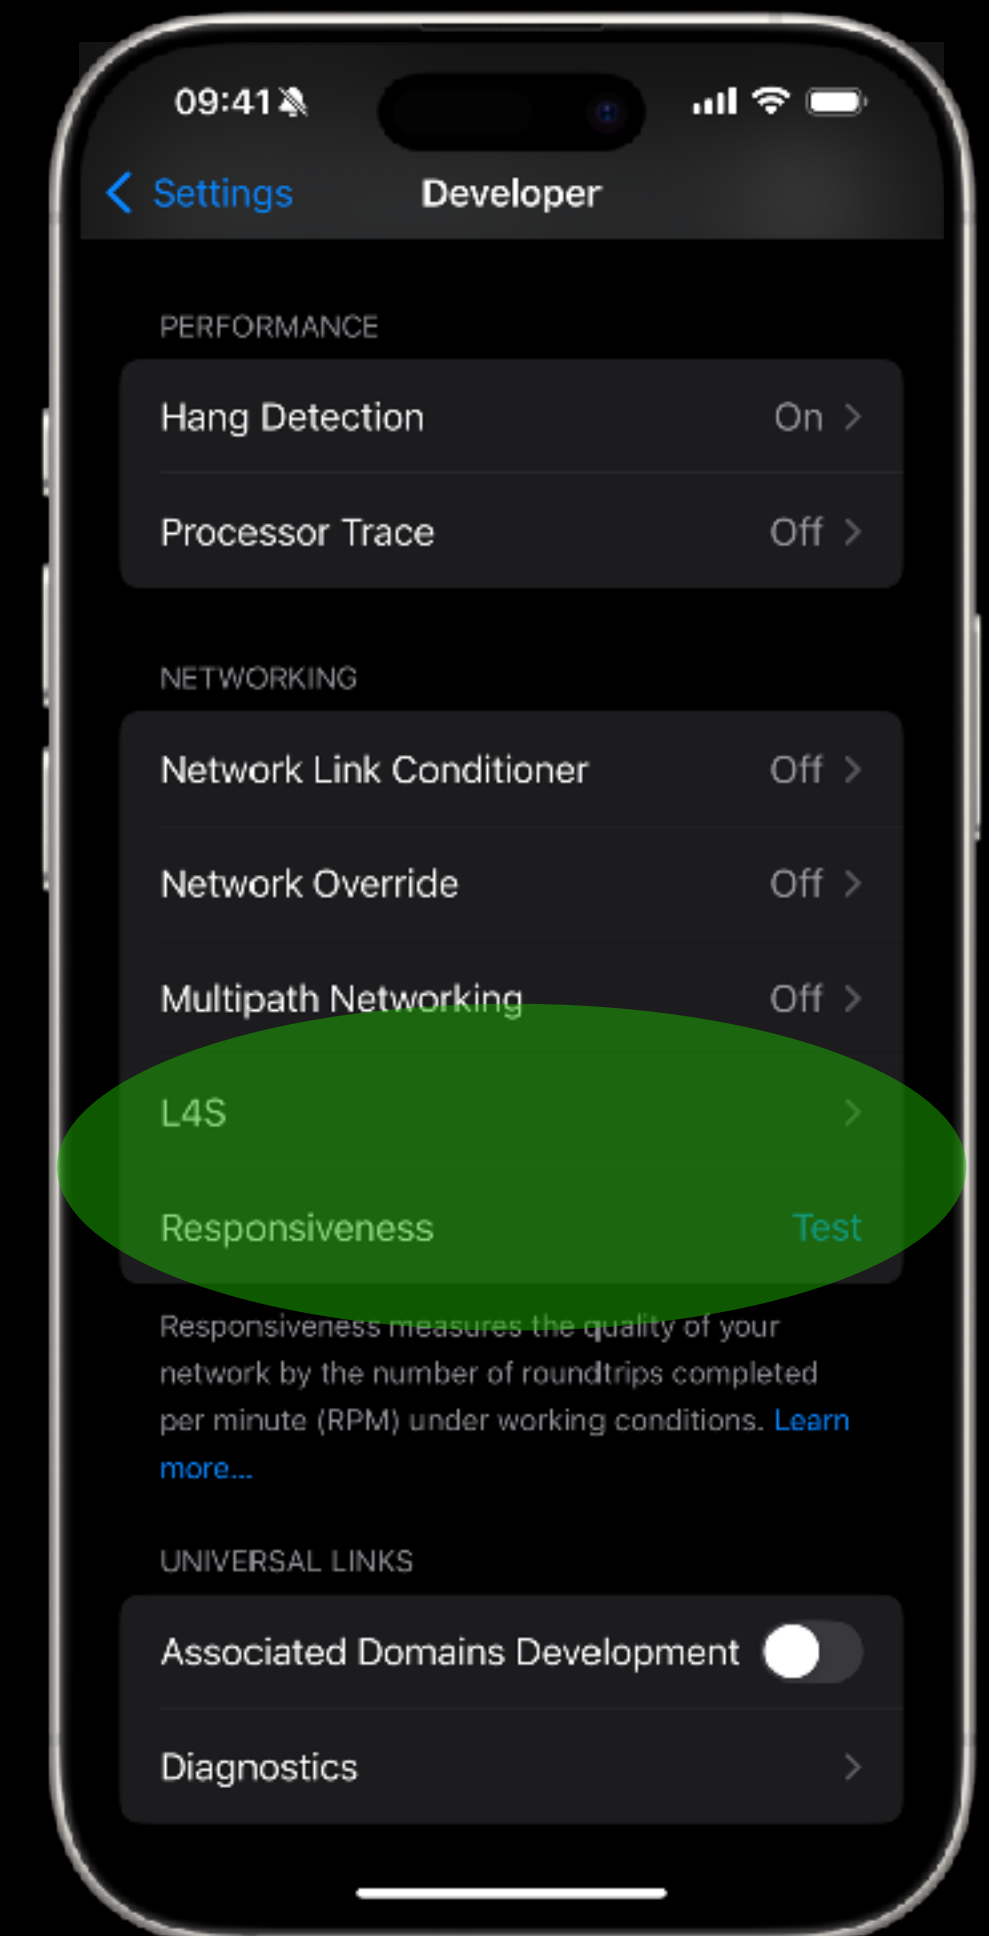 09:41
Settings
Developer
PERFORMANCE
Hang Detection On
Processor Trace Off
NETWORKING
Network Link Conditioner Off
Network Override Off
Multipath Networking Off
L4S
Responsiveness Test
Responsiveness measures the quality of your
network by the number of roundtrips completed
per minute (RPM) under working conditions. Learn
more...
UNIVERSAL LINKS
Associated Domains Development
Diagnostics